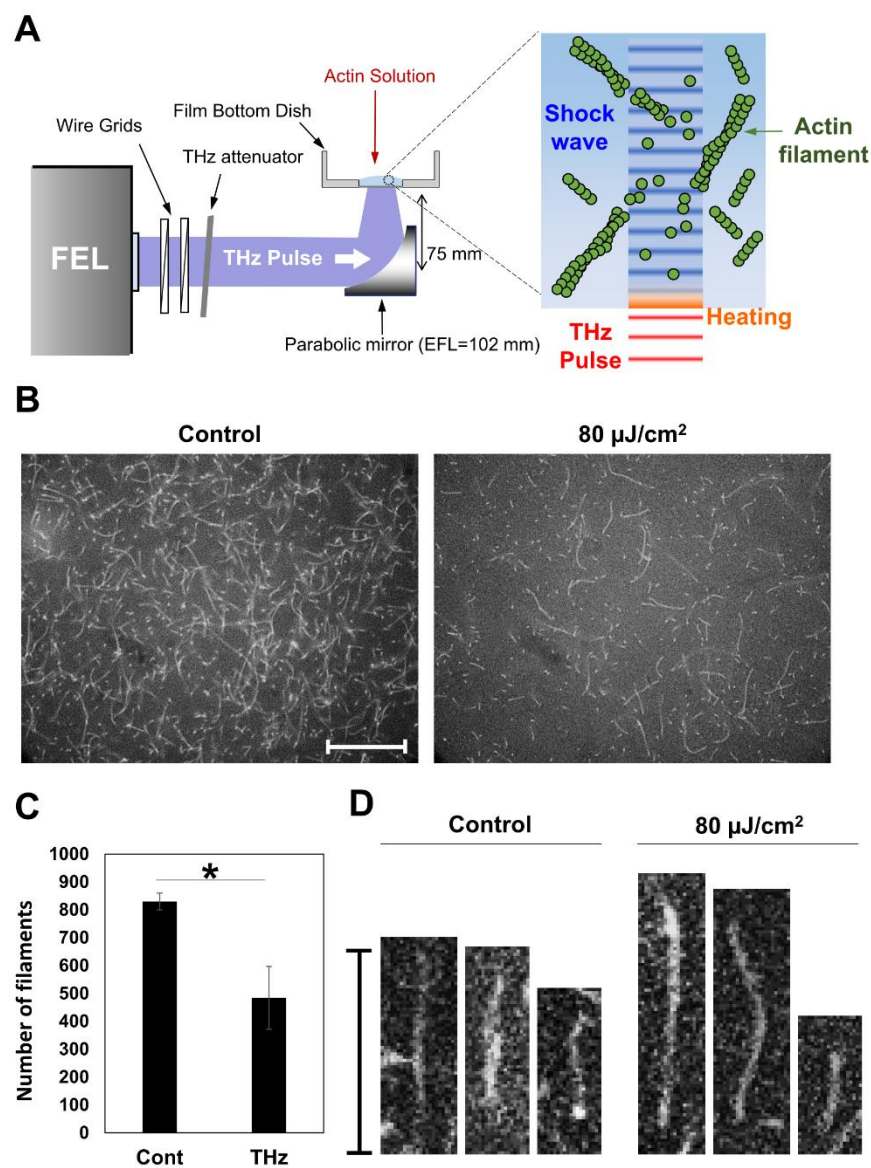 A
Actin Solution
Film Bottom Dish
Wire Grids
THz attenuator
FEL
THz Pulse
75 mm
Parabolic mirror (EFL=102 mm)
Shock
wave
Actin
filament
Heating
THz
Pulse
B
Control
80 µJ/cm²
C
Number of filaments
1000
900
800
700
600
500
400
300
200
100
0
*
Cont
THz
D
Control
80 µJ/cm²